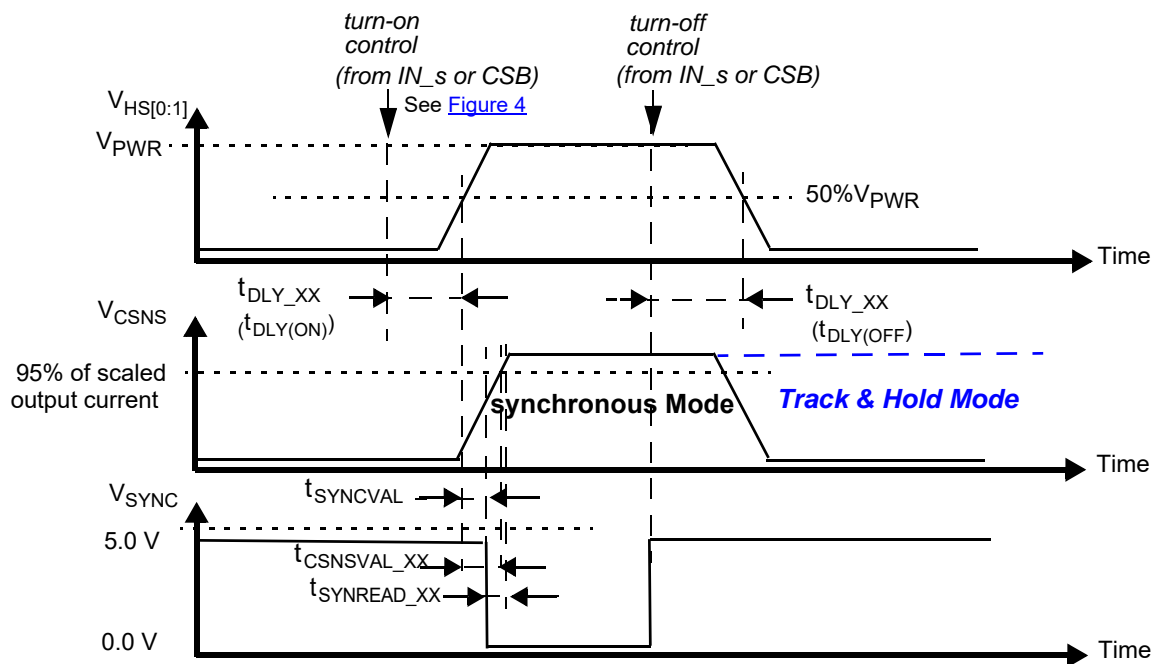 turn-on
control
(from IN_s or CSB)
See Figure 4
turn-off
control
(from IN_s or CSB)
VHS[0:1]
VPWR
50%VPWR
Time
tDLY_XX
(tDLY(ON))
tDLY_XX
(tDLY(OFF)
VCSNS
95% of scaled
output current
synchronous Mode
Track & Hold Mode
Time
tSYNCVAL
VSYNC
5.0 V
tCSNSVAL_XX
tSYNREAD_XX
0.0 V
Time